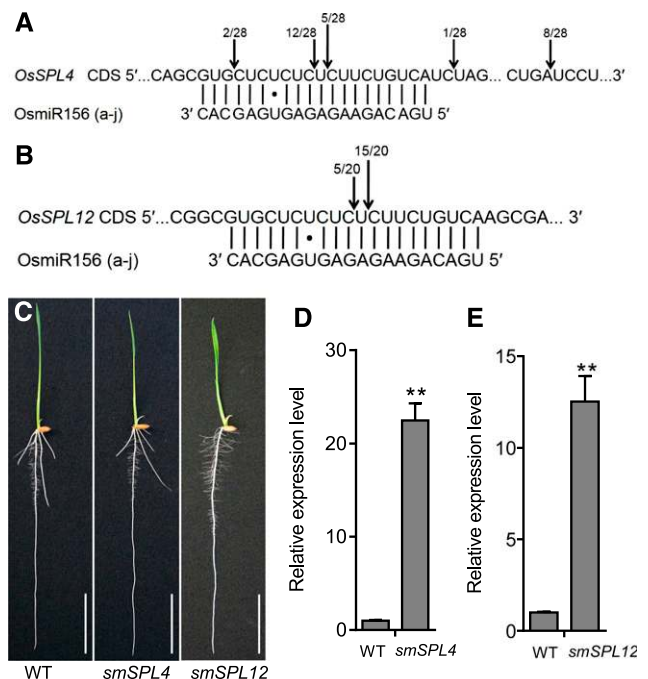 A
2/28 12/28 5/28 1/28 8/28
OsSPL4 CDS 5′...CAGCGUGCUCUCUCUCUUCUGUCAUCUAG... CUGAUCCU...3′
OsmiR156 (a-j) 3′ CACGAGUGAGAGAAGACAGU 5′
B
5/20 15/20
OsSPL12 CDS 5′...CGGCGUGCUCUCUCUCUUCUGUCAAGCGA... 3′
OsmiR156 (a-j) 3′ CACGAGUGAGAGAAGACAGU 5′
C
WT smSPL4 smSPL12
D
Relative expression level
30
20
10
0
WT smSPL4
**
E
Relative expression level
15
10
5
0
WT smSPL12
**